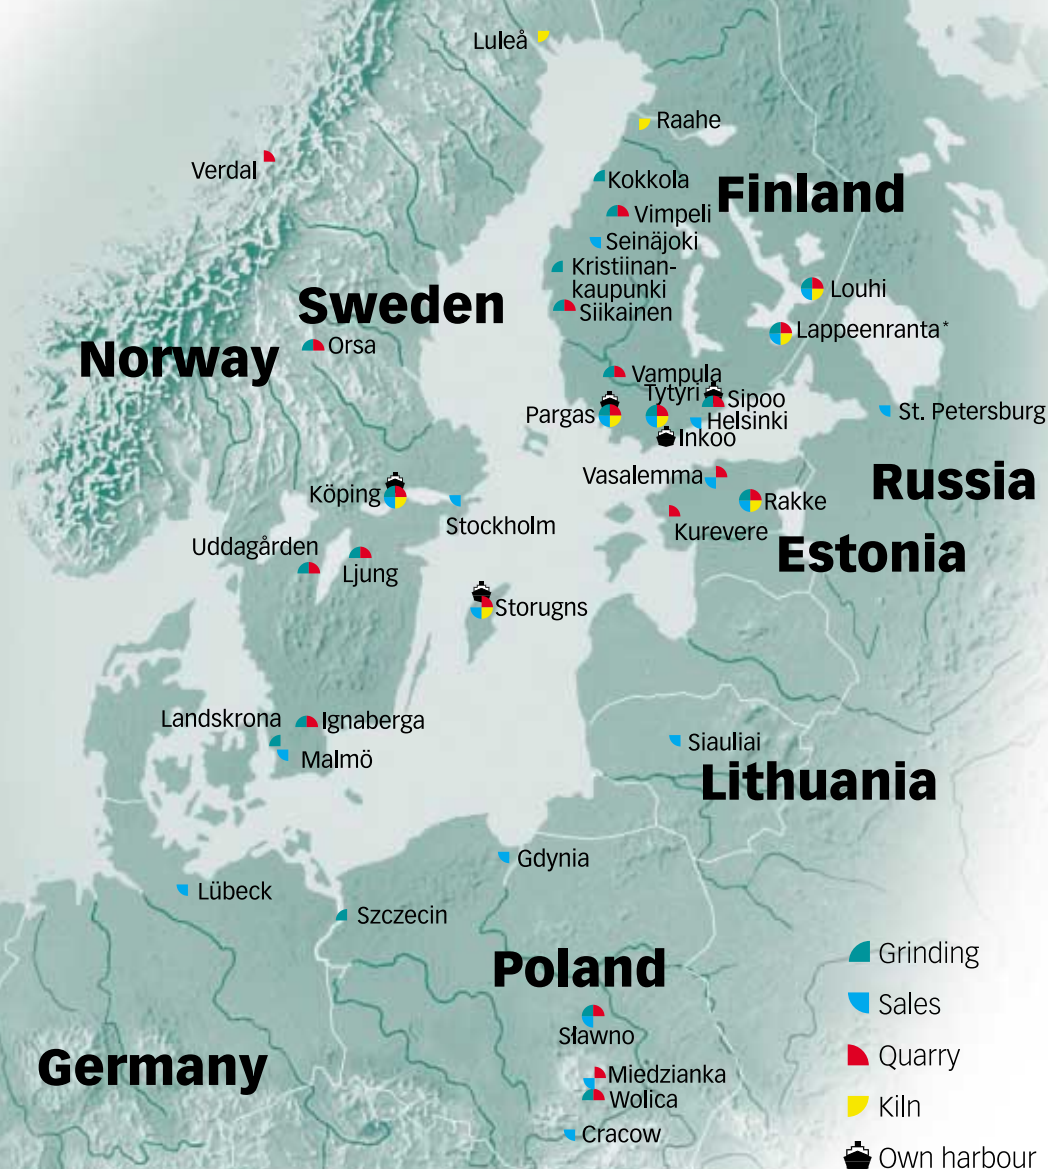 Luleå
Raahe
Verdal
Kokkola
Finland
Vimpeli
Seinäjoki
Kristiinan-
kaupunki
Louhi
Sweden
Siikainen
Lappeenranta*
Norway
Orsa
Vampula
Tytyri
Sipoo
Pargas
Helsinki
St. Petersburg
Inkoo
Vasalemma
Russia
Köping
Rakke
Stockholm
Kurevere
Uddagården
Estonia
Ljung
Storugns
Landskrona
Ignaberga
Malmö
Siauliai
Lithuania
Gdynia
Lübeck
Szczecin
Poland
Grinding
Sales
Slawno
Germany
Quarry
Miedzianka
Wolica
Kiln
Cracow
Own harbour